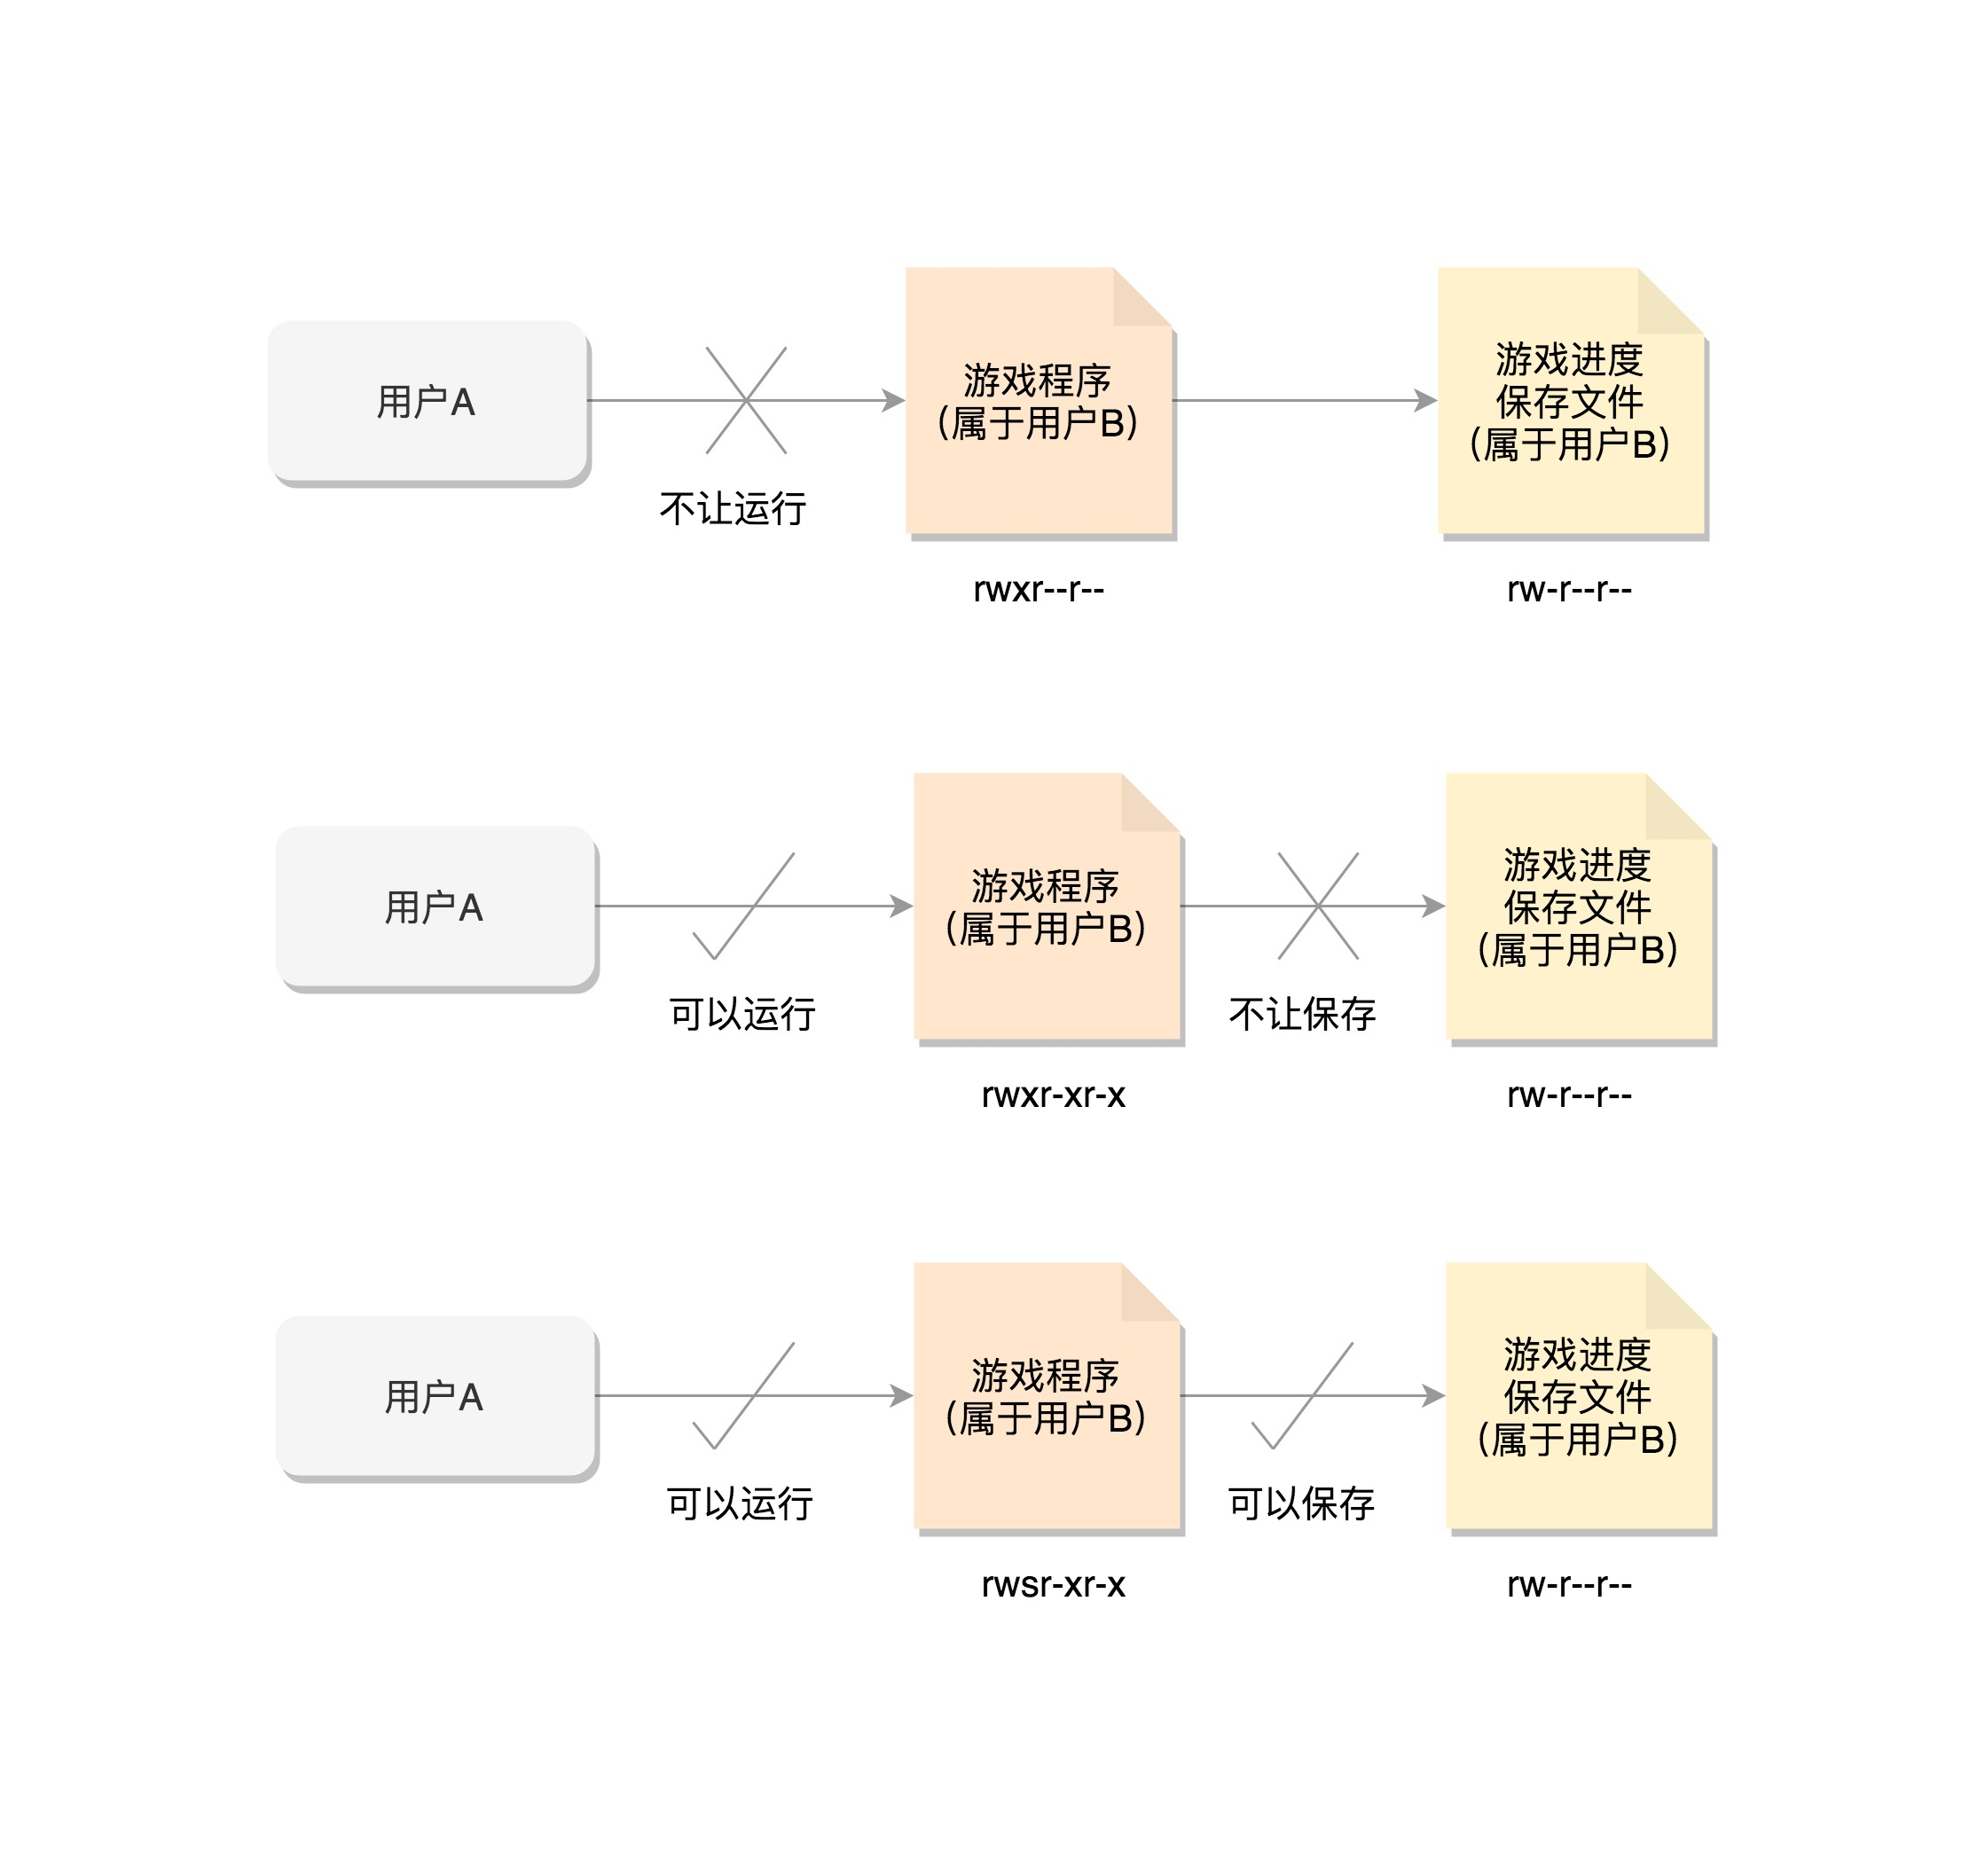 用户A
不让运行
游戏程序
(属于用户B)
rwxr--r--
游戏进度
保存文件
(属于用户B)
rw-r--r--
用户A
可以运行
游戏程序
(属于用户B)
rwxr-xr-x
不让保存
游戏进度
保存文件
(属于用户B)
rw-r--r--
用户A
可以运行
游戏程序
(属于用户B)
rwsr-xr-x
可以保存
游戏进度
保存文件
(属于用户B)
rw-r--r--